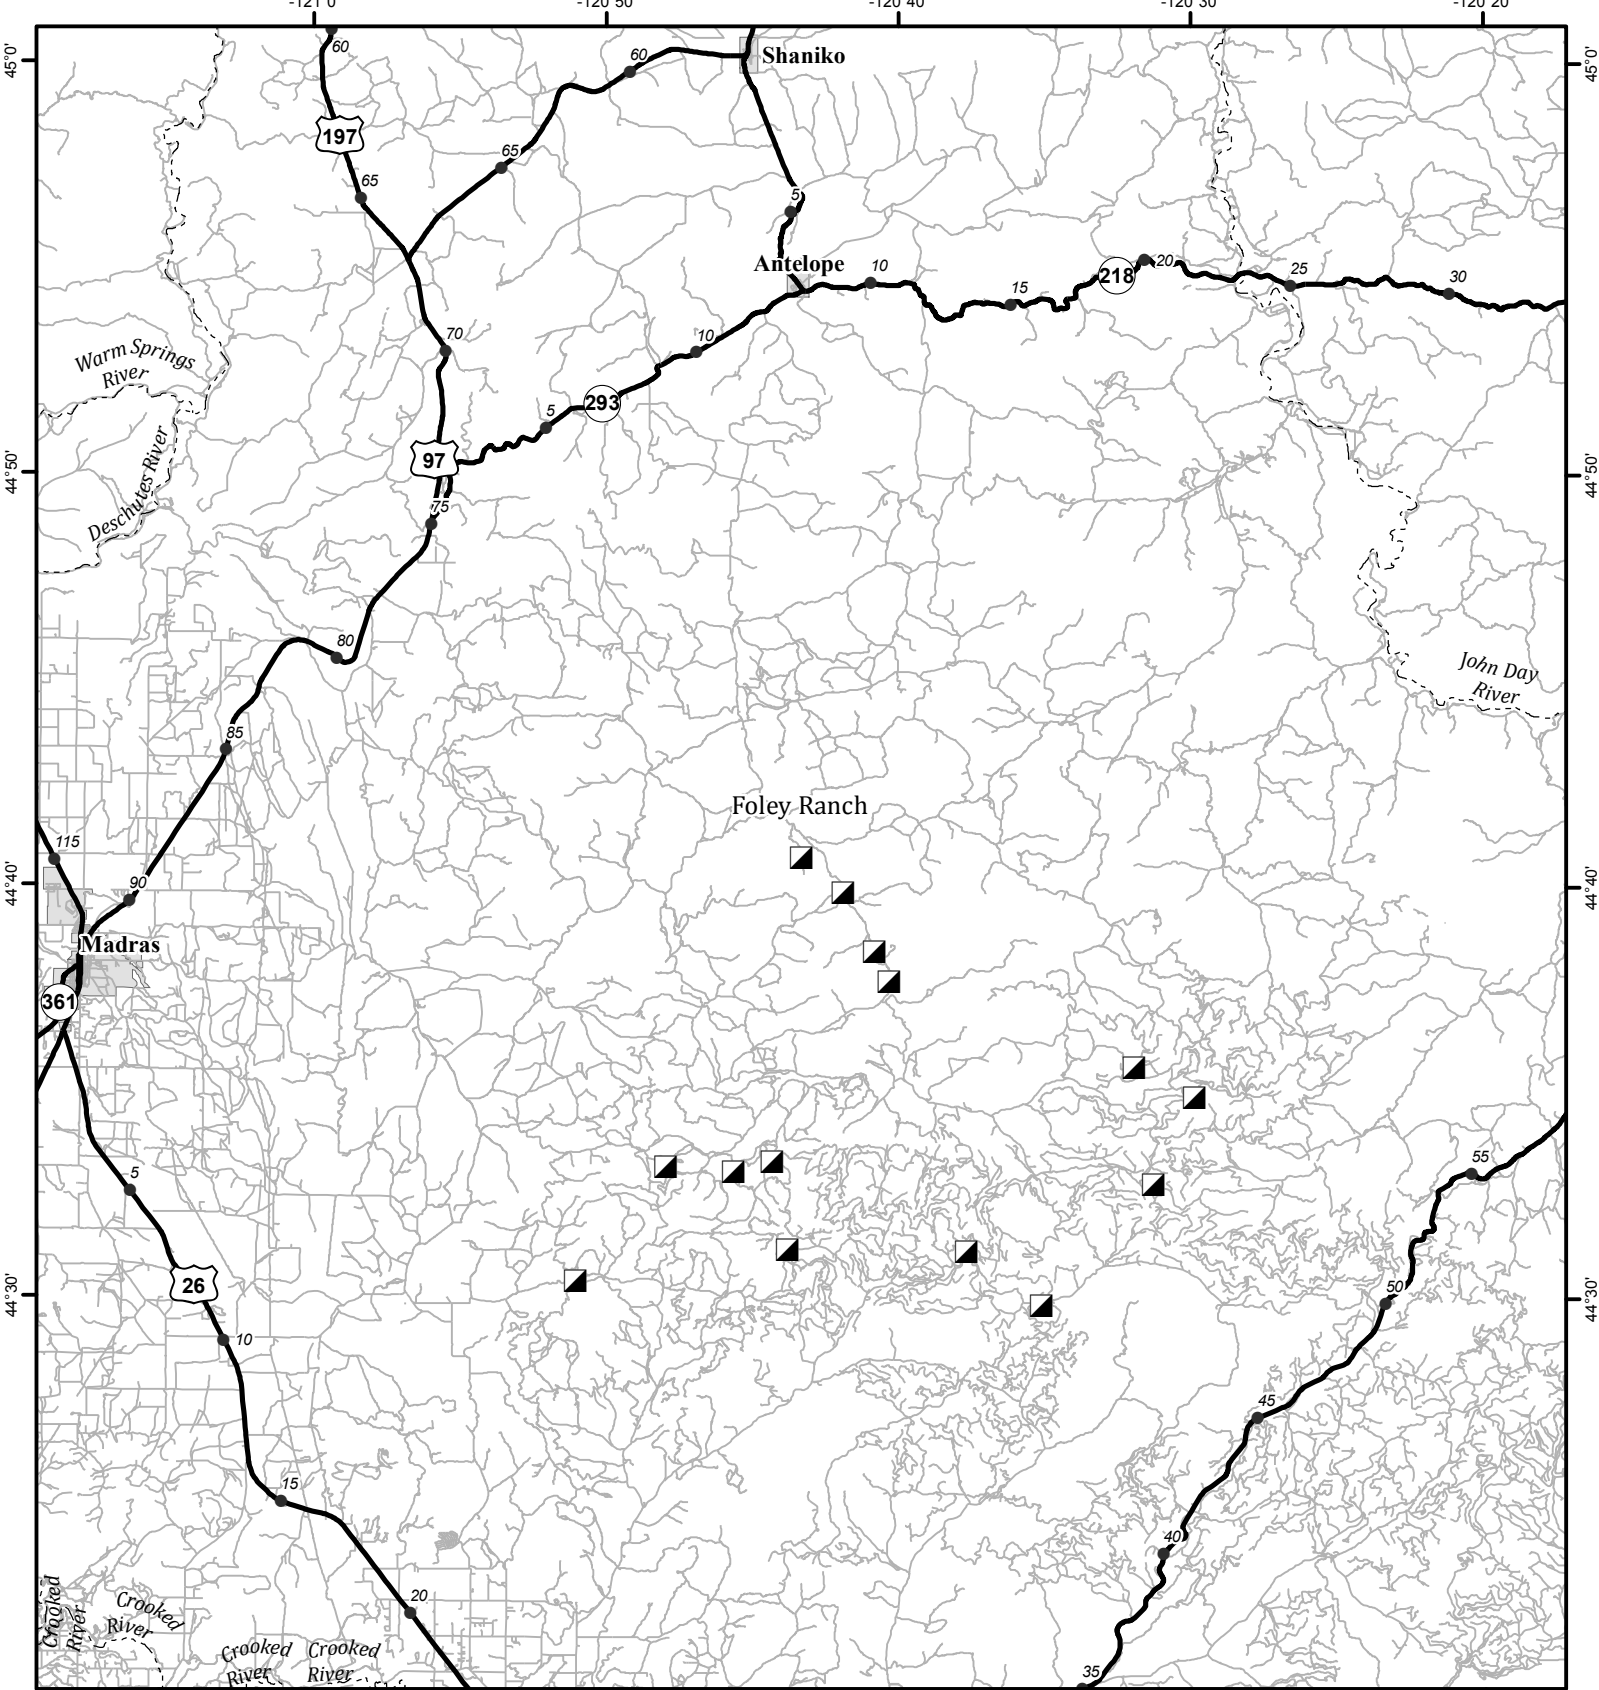 -121°0'
-120°50'
-120°40'
-120°30'
-120°20'
45°0'
45°0'
60
60
Shaniko
197
65
65
5
Antelope
10
218
20
25
30
15
70
10
Warm Springs
River
293
5
97
44°50'
44°50'
Deschutes River
75
80
John Day
River
85
Foley Ranch
115
90
44°40'
44°40'
Madras
361
5
55
26
50
44°30'
44°30'
10
45
15
40
20
Crooked
River
Crooked
River
Crooked
River
Crooked
River
35